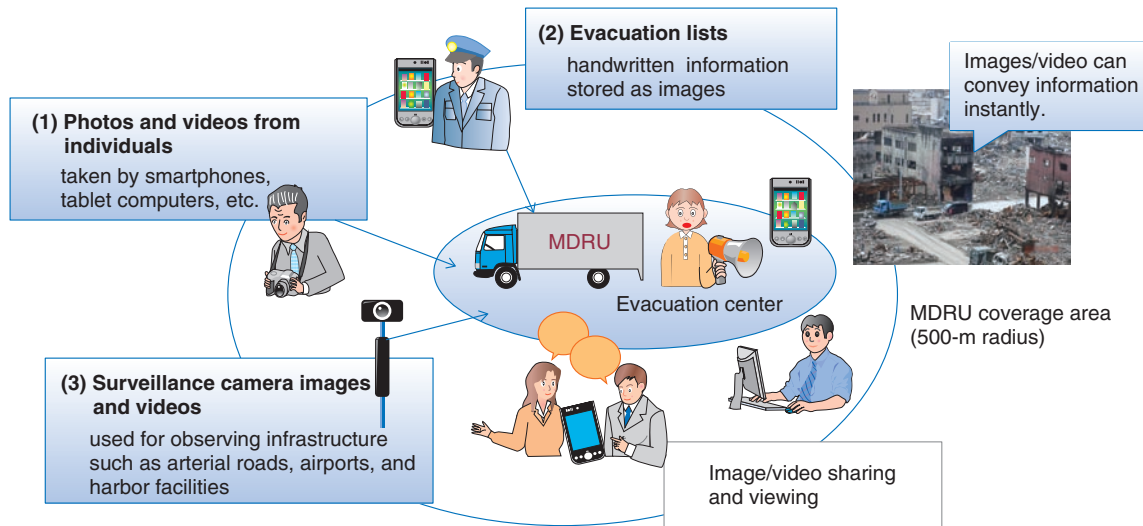 (1) Photos and videos from
individuals
taken by smartphones,
tablet computers, etc.
(2) Evacuation lists
handwritten information
stored as images
Images/video can
convey information
instantly.
MDRU
Evacuation center
MDRU coverage area
(500-m radius)
(3) Surveillance camera images
and videos
used for observing infrastructure
such as arterial roads, airports, and
harbor facilities
Image/video sharing
and viewing